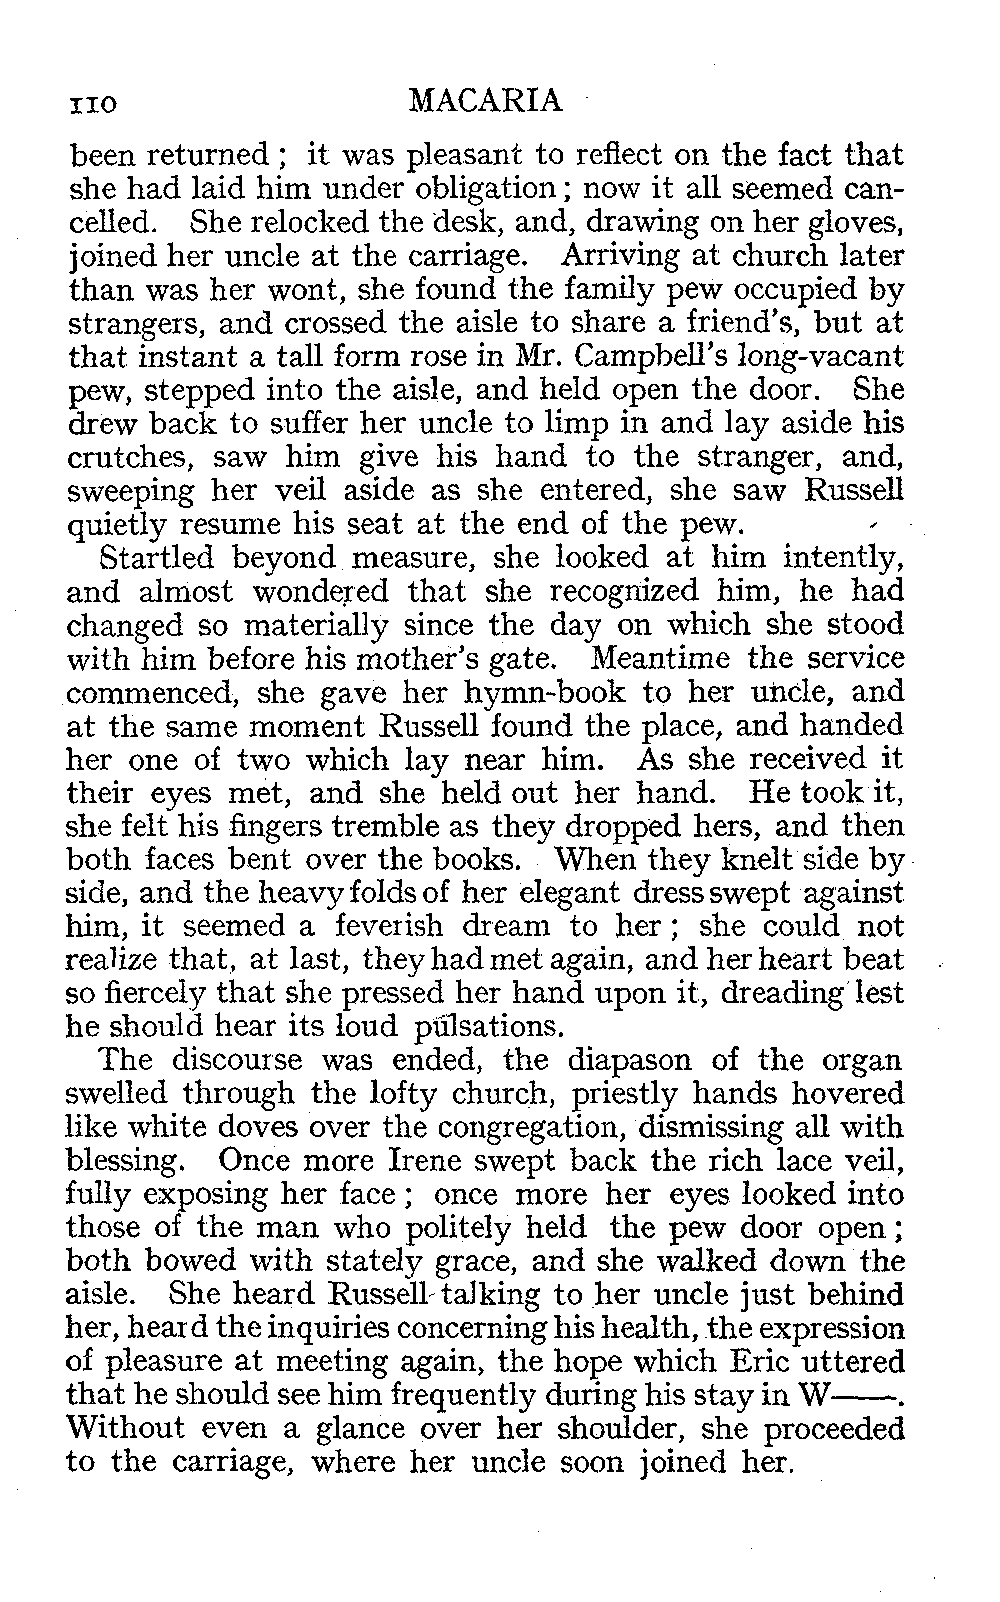 110 MACARIA
been returned ; it was pleasant to reflect on the fact that
she had laid him under obligation ; now it all seemed can-
celled. She relocked the desk, and, drawing on her gloves,
joined her uncle at the carriage. Arriving at church later
than was her wont, she found the family pew occupied by
strangers, and crossed the aisle to share a friend's, but at
that instant a tall form rose in Mr. Campbell's long-vacant
pew, stepped into the aisle, and held open the door. She
drew back to suffer her uncle to limp in and lay aside his
crutches, saw him give his hand to the stranger, and,
sweeping her veil aside as she entered, she saw Russell
quietly resume his seat at the end of the pew.
Startled beyond measure, she looked at him intently,
and almost wondered that she recognized him, he had
changed so materially since the day on which she stood
with him before his mother's gate. Meantime the service
commenced, she gave her hymn-book to her uncle, and
at the same moment Russell found the place, and handed
her one of two which lay near him. As she received it
their eyes met, and she held out her hand. He took it,
she felt his fingers tremble as they dropped hers, and then
both faces bent over the books. When they knelt side by
side, and the heavy folds of her elegant dress swept against
him, it seemed a feverish dream to her ; she could not
realize that, at last, they had met again, and her heart beat
so fiercely that she pressed her hand upon it, dreading lest
he should hear its loud pulsations.
The discourse was ended, the diapason of the organ
swelled through the lofty church, priestly hands hovered
like white doves over the congregation, dismissing all with
blessing. Once more Irene swept back the rich lace veil,
fully exposing her face ; once more her eyes looked into
those of the man who politely held the pew door open ;
both bowed with stately grace, and she walked down the
aisle. She heard Russell talking to her uncle just behind
her, heard the inquiries concerning his health, the expression
of pleasure at meeting again, the hope which Eric uttered
that he should see him frequently during his stay in W——.
Without even a glance over her shoulder, she proceeded
to the carriage, where her uncle soon joined her.